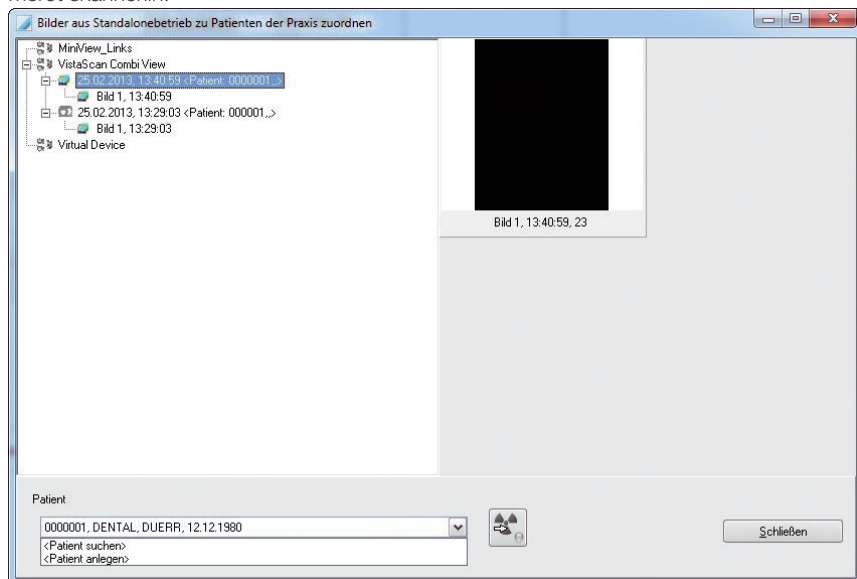 Bilder aus Standalonebetrieb zu Patienten der Praxis zuordnen
MiniView_Links
VistaScan Combi View
25.02.2013, 13:40:59 <Patient: 0000001,,>
Bild 1, 13:40:59
25.02.2013, 13:29:03 <Patient: 000001,,>
Bild 1, 13:29:03
Virtual Device
Bild 1, 13:40:59, 23
Patient
0000001, DENTAL, DUERR, 12.12.1980
<Patient suchen>
<Patient anlegen>
Schließen